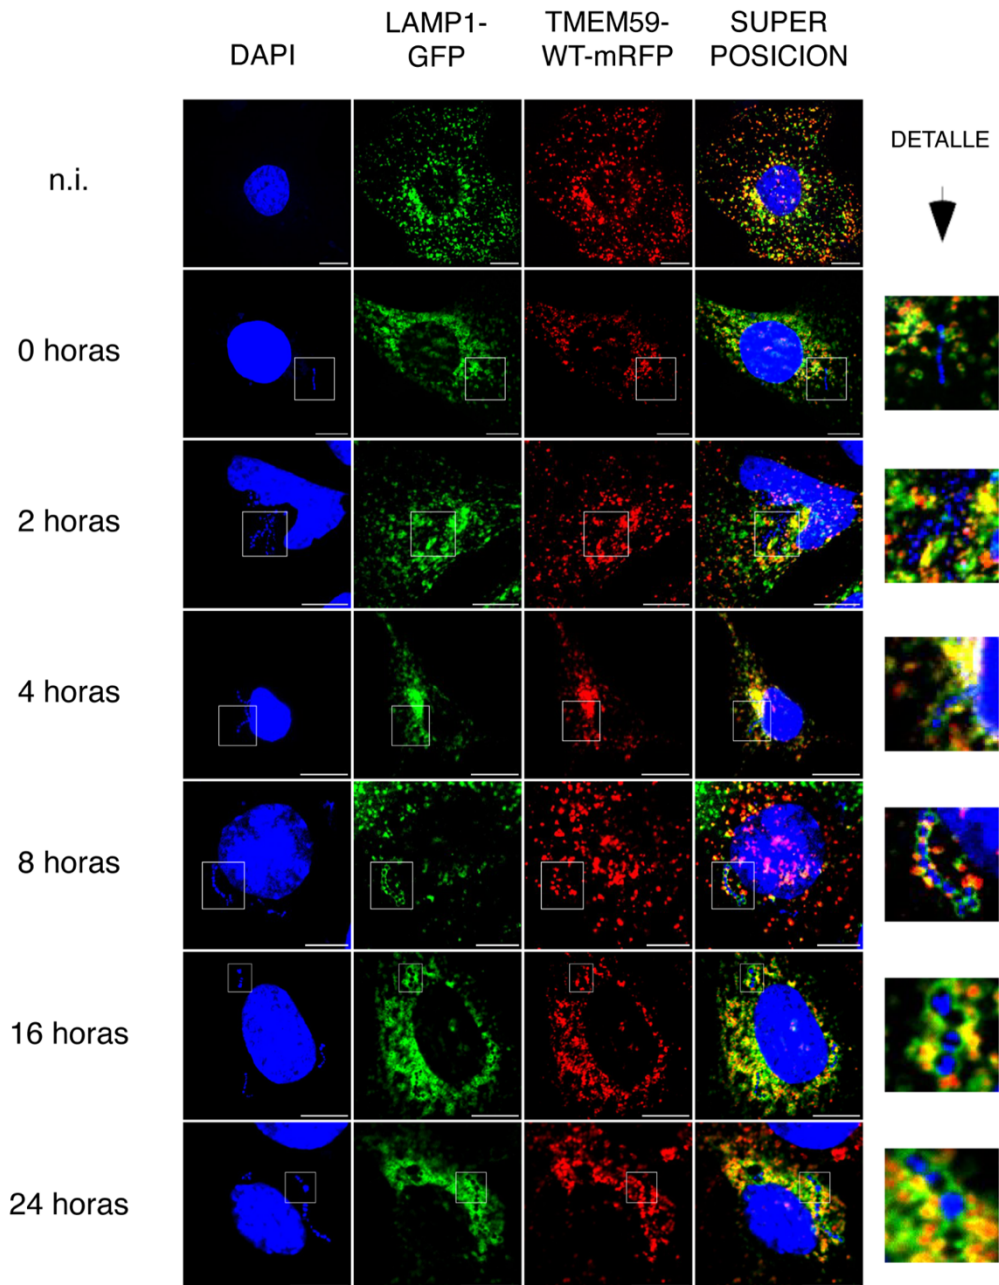 DAPI
LAMP1-
GFP
TMEM59-
WT-mRFP
SUPER
POSICION
n.i.
DETALLE
0 horas
2 horas
4 horas
8 horas
16 horas
24 horas